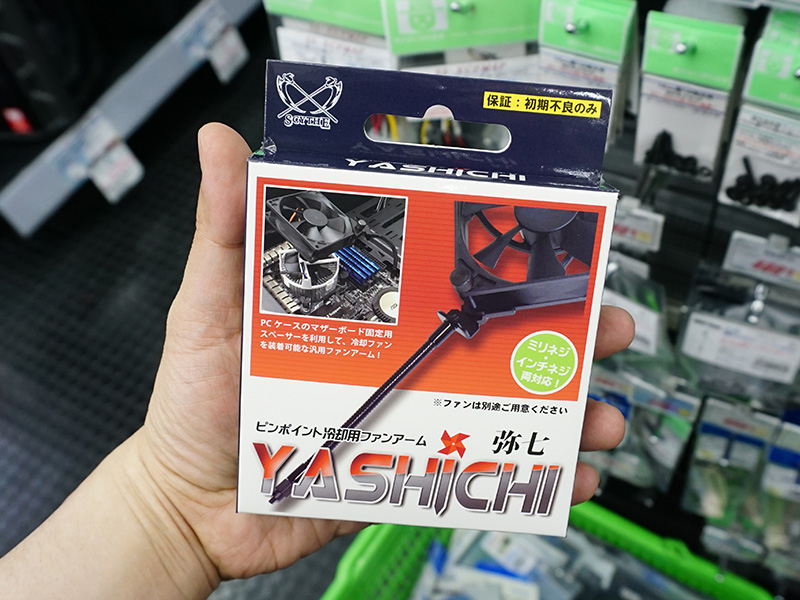 SCYTHE
保証：初期不良のみ
YASHICHI
PCケースのマザーボード固定用
スペーサーを利用して、冷却ファン
を装着可能な汎用ファンアーム！
ミリネジ
・
インチネジ
両対応！
※ファンは別途ご用意ください
ピンポイント冷却用ファンアーム
弥七
YASHICHI